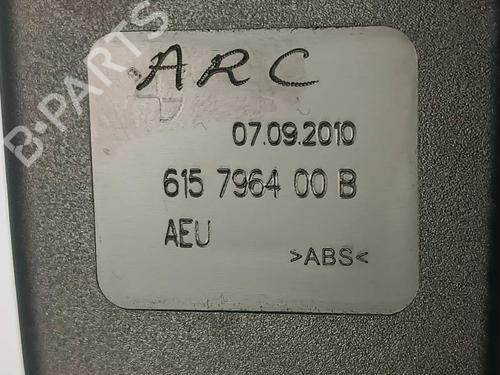 B-PARTS
ARC
07.09.2010
615 7964 00 B
AEU
>ABS<